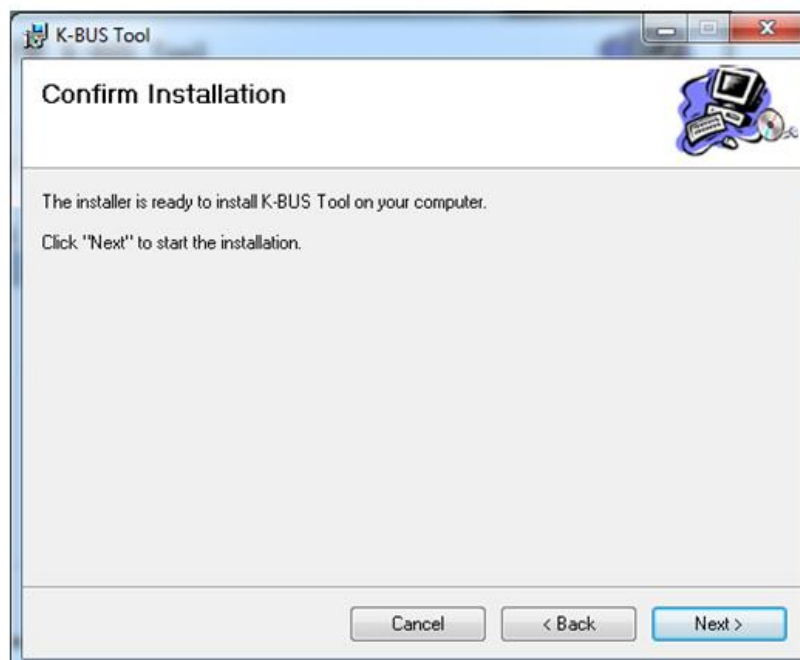 K-BUS Tool
Confirm Installation
The installer is ready to install K-BUS Tool on your computer.
Click "Next" to start the installation.
Cancel
< Back
Next >